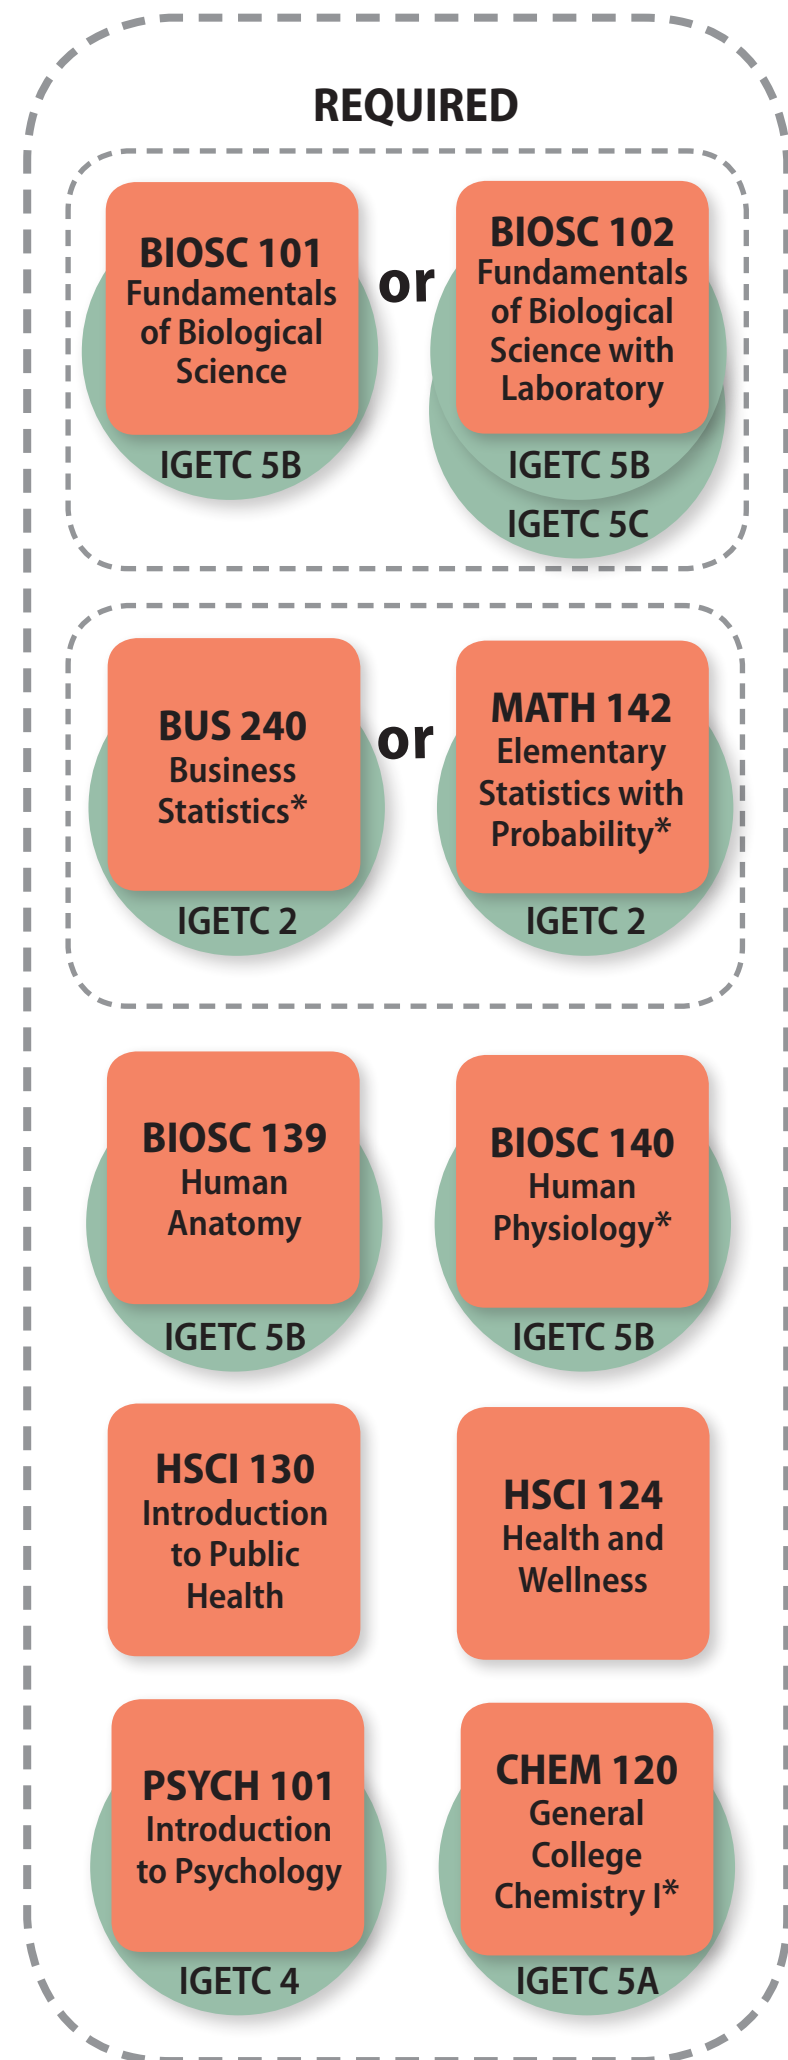 REQUIRED
BIOSC 101
Fundamentals
of Biological
Science
IGETC 5B
or
BIOSC 102
Fundamentals
of Biological
Science with
Laboratory
IGETC 5B
IGETC 5C
BUS 240
Business
Statistics*
IGETC 2
or
MATH 142
Elementary
Statistics with
Probability*
IGETC 2
BIOSC 139
Human
Anatomy
IGETC 5B
BIOSC 140
Human
Physiology*
IGETC 5B
HSCI 130
Introduction
to Public
Health
HSCI 124
Health and
Wellness
PSYCH 101
Introduction
to Psychology
IGETC 4
CHEM 120
General
College
Chemistry I*
IGETC 5A